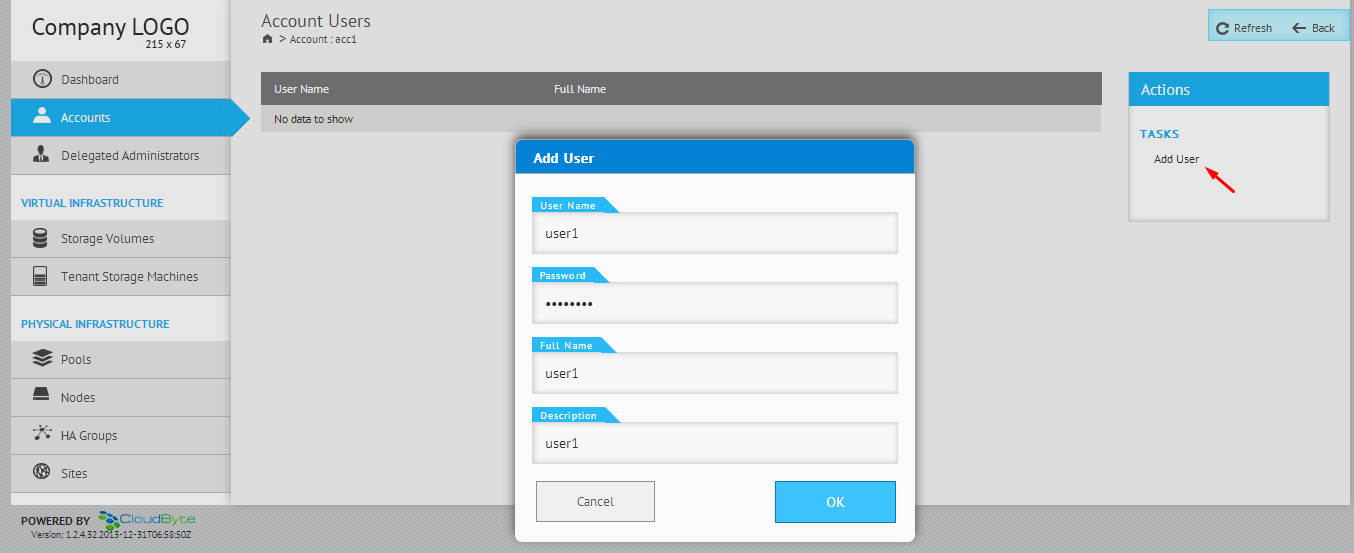 Company LOGO
215 x 67
Dashboard
Accounts
Delegated Administrators
VIRTUAL INFRASTRUCTURE
Storage Volumes
Tenant Storage Machines
PHYSICAL INFRASTRUCTURE
Pools
Nodes
HA Groups
Sites
POWERED BY CloudByte
Version: 1.2.4.32.2013-12-31T06:58:50Z
Account Users
> Account : acc1
Refresh Back
User Name Full Name
No data to show
Actions
TASKS
Add User
Add User
User Name
user1
Password
••••••••
Full Name
user1
Description
user1
Cancel OK